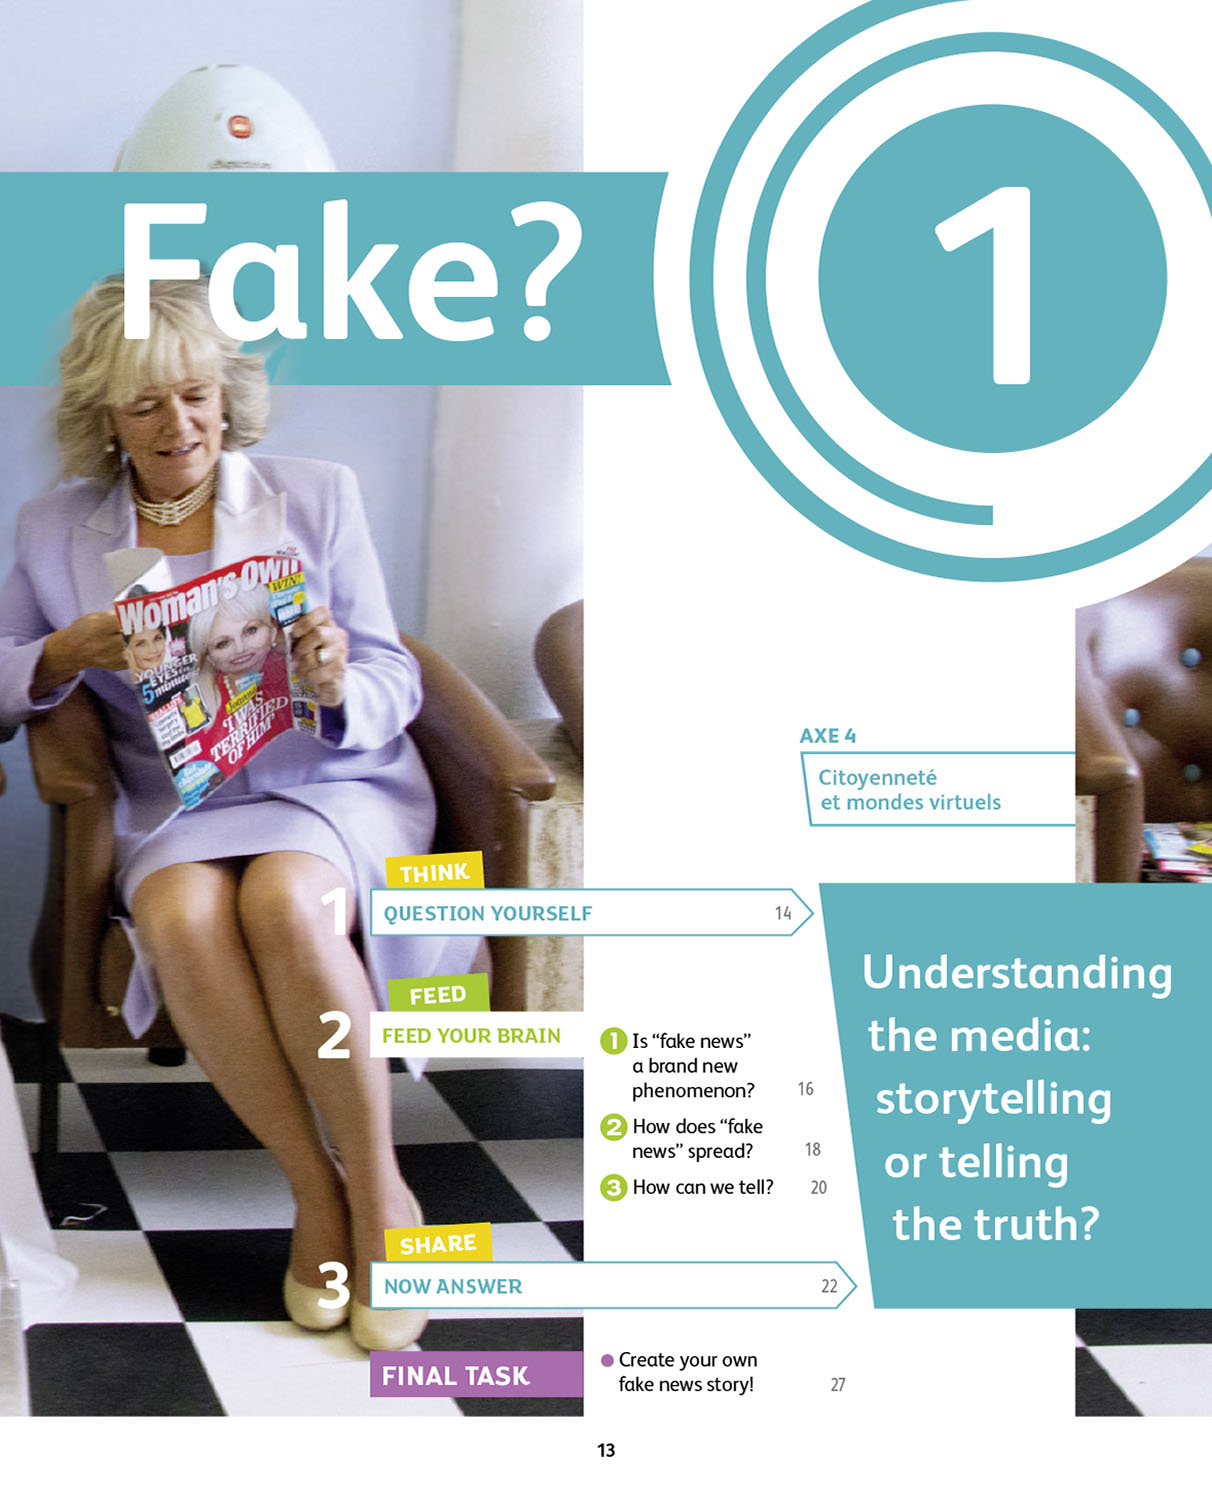 Fake?
1
Woman's Own
WIN!
YOUNGER
EYES in
5 minutes
Joanna
'I WAS
TERRIFIED
OF HIM'
AXE 4
Citoyenneté
et mondes virtuels
THINK
1
QUESTION YOURSELF 14
FEED
2
FEED YOUR BRAIN
1 Is “fake news”
a brand new
phenomenon? 16
2 How does “fake
news” spread? 18
3 How can we tell? 20
SHARE
3
NOW ANSWER 22
FINAL TASK
• Create your own
fake news story! 27
Understanding
the media:
storytelling
or telling
the truth?
13